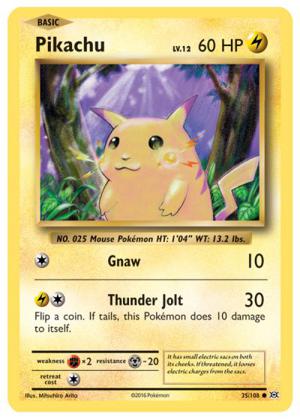 BASIC
Pikachu LV.12 60 HP
NO. 025 Mouse Pokémon HT: 1'04" WT: 13.2 lbs.
Gnaw 10
Thunder Jolt 30
Flip a coin. If tails, this Pokémon does 10 damage
to itself.
weakness ×2 resistance -20
retreat
cost
It has small electric sacs on both
its cheeks. If threatened, it looses
electric charges from the sacs.
Illus. Mitsuhiro Arita ©2016 Pokémon 35/108